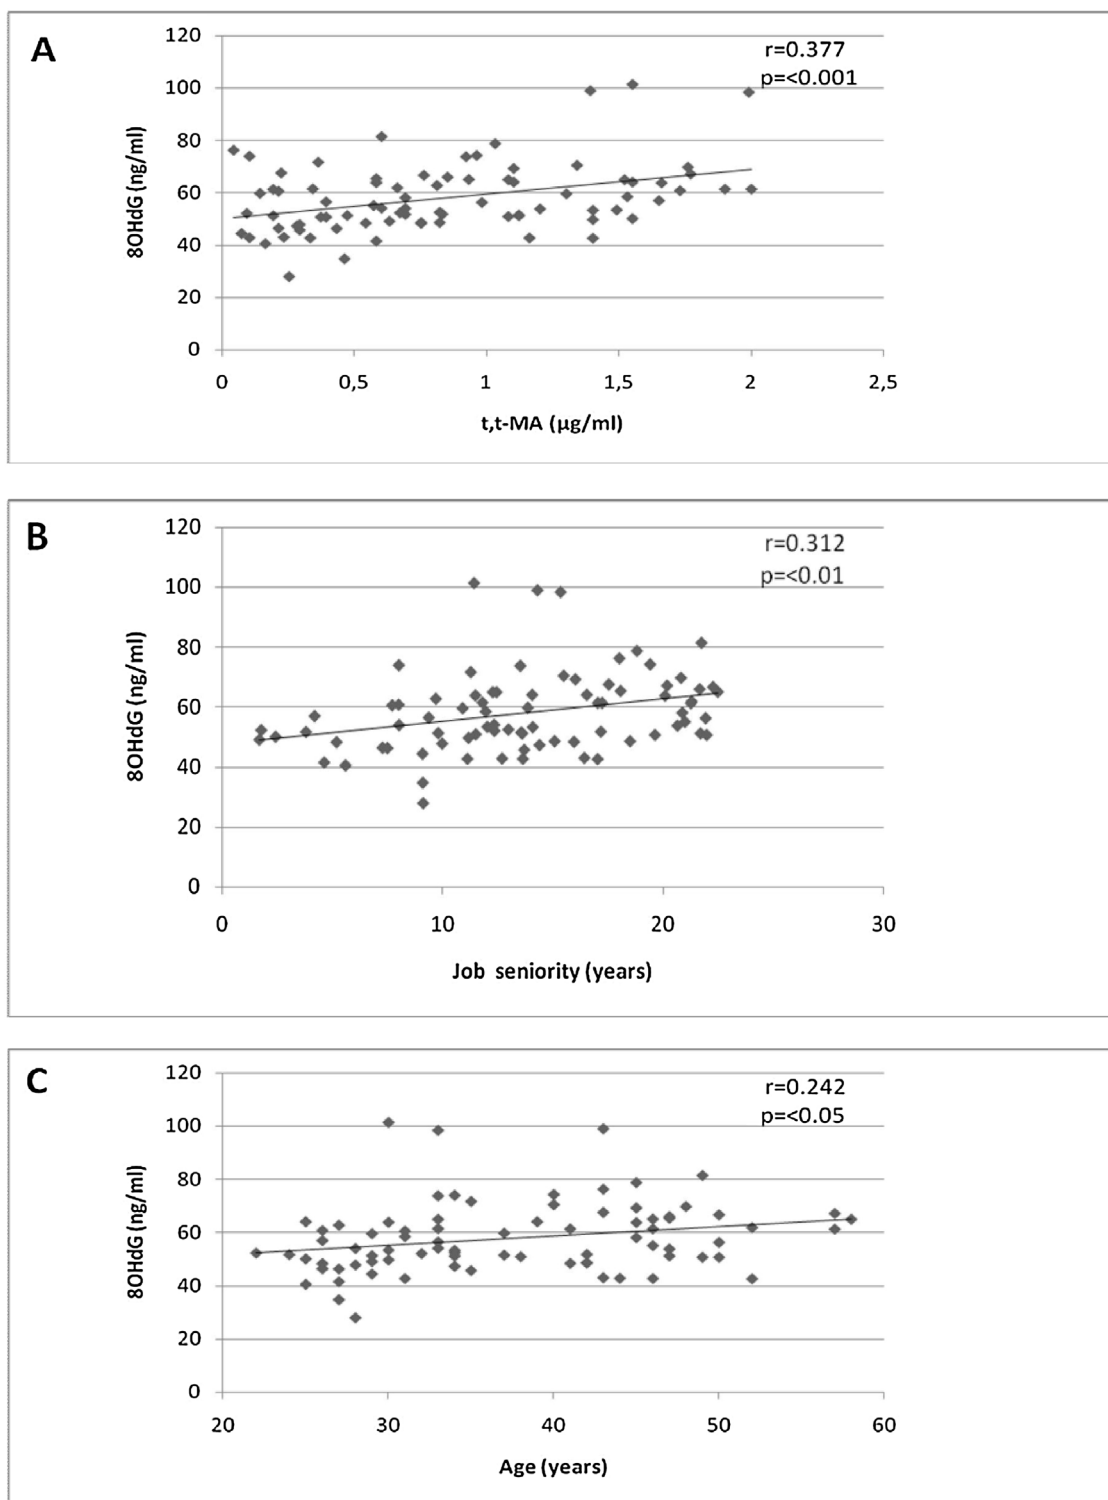 A
r=0.377
p=<0.001
120
100
80
60
40
20
0
8OHdG (ng/ml)
0 0,5 1 1,5 2 2,5
t,t-MA (µg/ml)
B
r=0.312
p=<0.01
120
100
80
60
40
20
0
8OHdG (ng/ml)
0 10 20 30
Job seniority (years)
C
r=0.242
p=<0.05
120
100
80
60
40
20
0
8OHdG (ng/ml)
20 30 40 50 60
Age (years)